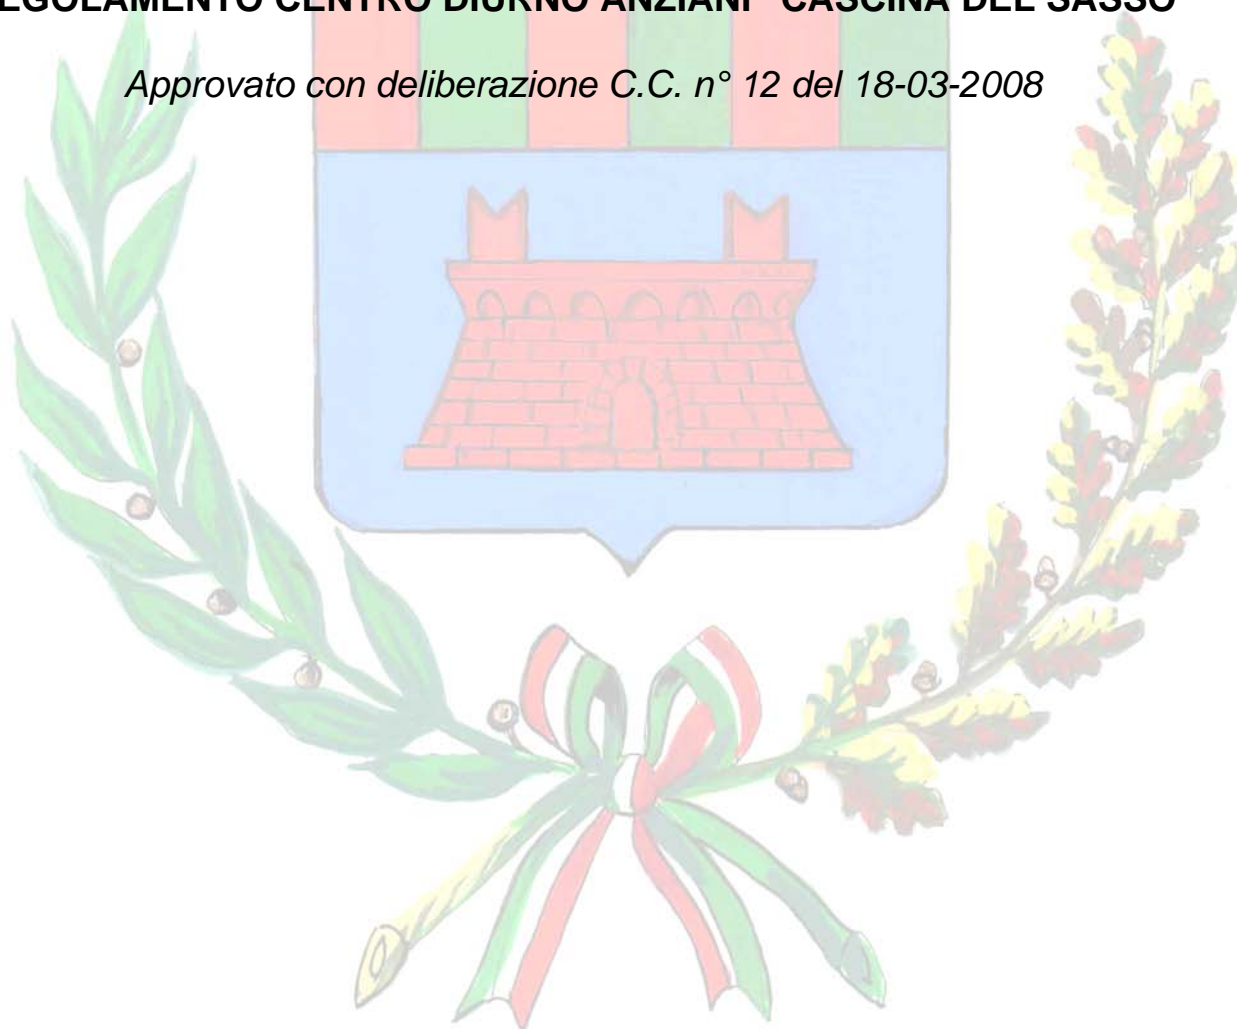 EGOLAMENTO CENTRO DIURNO ANZIANI "CASCINA DEL SASSO"
Approvato con deliberazione C.C. n° 12 del 18-03-2008